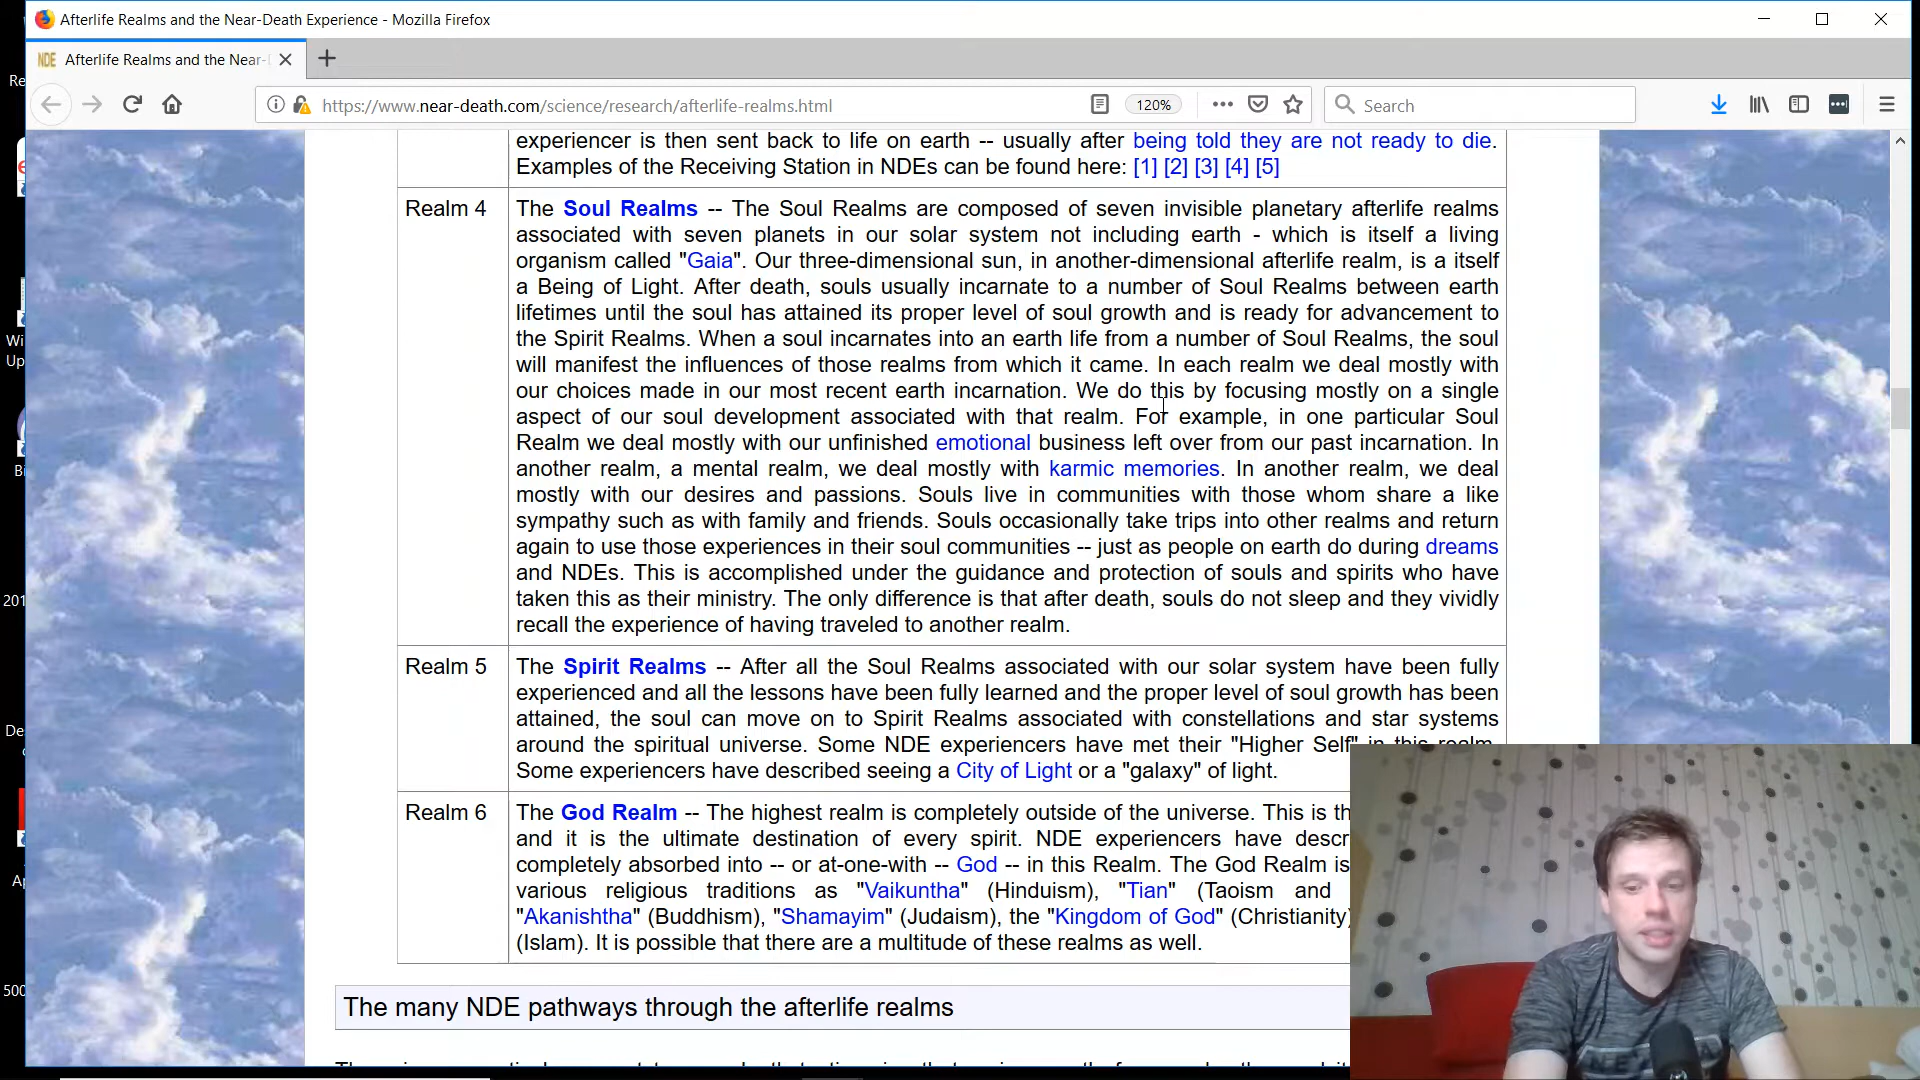 Afterlife Realms and the Near-Death Experience - Mozilla Firefox
NDE Afterlife Realms and the Near-
https://www.near-death.com/science/research/afterlife-realms.html
120%
Search
experiencer is then sent back to life on earth -- usually after being told they are not ready to die.
Examples of the Receiving Station in NDEs can be found here: [1] [2] [3] [4] [5]
Realm 4
The Soul Realms -- The Soul Realms are composed of seven invisible planetary afterlife realms
associated with seven planets in our solar system not including earth - which is itself a living
organism called "Gaia". Our three-dimensional sun, in another-dimensional afterlife realm, is a itself
a Being of Light. After death, souls usually incarnate to a number of Soul Realms between earth
lifetimes until the soul has attained its proper level of soul growth and is ready for advancement to
the Spirit Realms. When a soul incarnates into an earth life from a number of Soul Realms, the soul
will manifest the influences of those realms from which it came. In each realm we deal mostly with
our choices made in our most recent earth incarnation. We do this by focusing mostly on a single
aspect of our soul development associated with that realm. For example, in one particular Soul
Realm we deal mostly with our unfinished emotional business left over from our past incarnation. In
another realm, a mental realm, we deal mostly with karmic memories. In another realm, we deal
mostly with our desires and passions. Souls live in communities with those whom share a like
sympathy such as with family and friends. Souls occasionally take trips into other realms and return
again to use those experiences in their soul communities -- just as people on earth do during dreams
and NDEs. This is accomplished under the guidance and protection of souls and spirits who have
taken this as their ministry. The only difference is that after death, souls do not sleep and they vividly
recall the experience of having traveled to another realm.
Realm 5
The Spirit Realms -- After all the Soul Realms associated with our solar system have been fully
experienced and all the lessons have been fully learned and the proper level of soul growth has been
attained, the soul can move on to Spirit Realms associated with constellations and star systems
around the spiritual universe. Some NDE experiencers have met their "Higher Self" in this realm.
Some experiencers have described seeing a City of Light or a "galaxy" of light.
Realm 6
The God Realm -- The highest realm is completely outside of the universe. This is th
and it is the ultimate destination of every spirit. NDE experiencers have descr
completely absorbed into -- or at-one-with -- God -- in this Realm. The God Realm is
various religious traditions as "Vaikuntha" (Hinduism), "Tian" (Taoism and
"Akanishtha" (Buddhism), "Shamayim" (Judaism), the "Kingdom of God" (Christianity)
(Islam). It is possible that there are a multitude of these realms as well.
The many NDE pathways through the afterlife realms
Re
Wi
Up
Bi
201
De
Ap
500